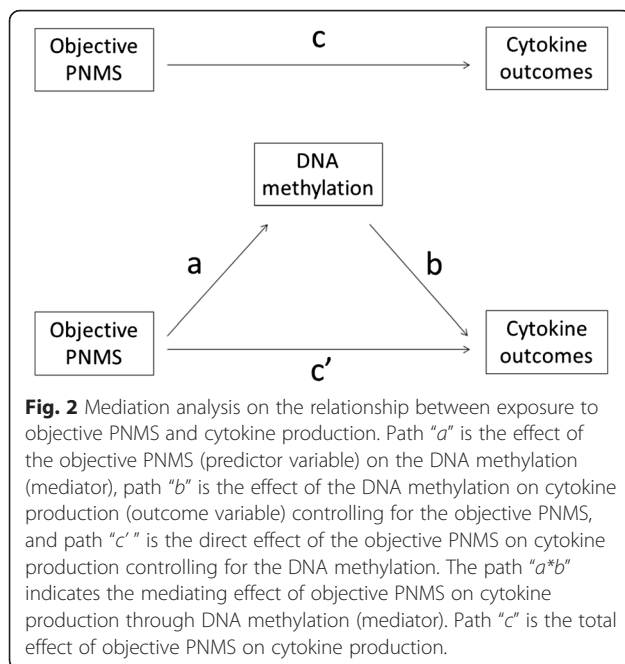 c
Objective
PNMS
Cytokine
outcomes
DNA
methylation
a
b
Objective
PNMS
Cytokine
outcomes
c'
Fig. 2 Mediation analysis on the relationship between exposure to
objective PNMS and cytokine production. Path "a" is the effect of
the objective PNMS (predictor variable) on the DNA methylation
(mediator), path "b" is the effect of the DNA methylation on cytokine
production (outcome variable) controlling for the objective PNMS,
and path "c' " is the direct effect of the objective PNMS on cytokine
production controlling for the DNA methylation. The path "a*b"
indicates the mediating effect of objective PNMS on cytokine
production through DNA methylation (mediator). Path "c" is the total
effect of objective PNMS on cytokine production.